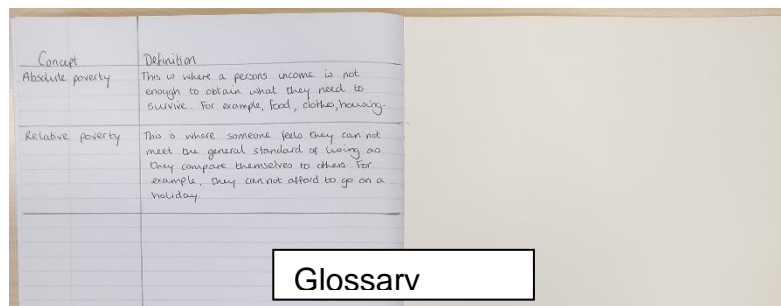 Concept Definition
Absolute poverty This is where a persons income is not
enough to obtain what they need to
survive. For example, food, clothes, housing.
Relative poverty This is where someone feels they can not
meet the general standard of living as
they compare themselves to others. For
example, they can not afford to go on a
holiday.
Glossary